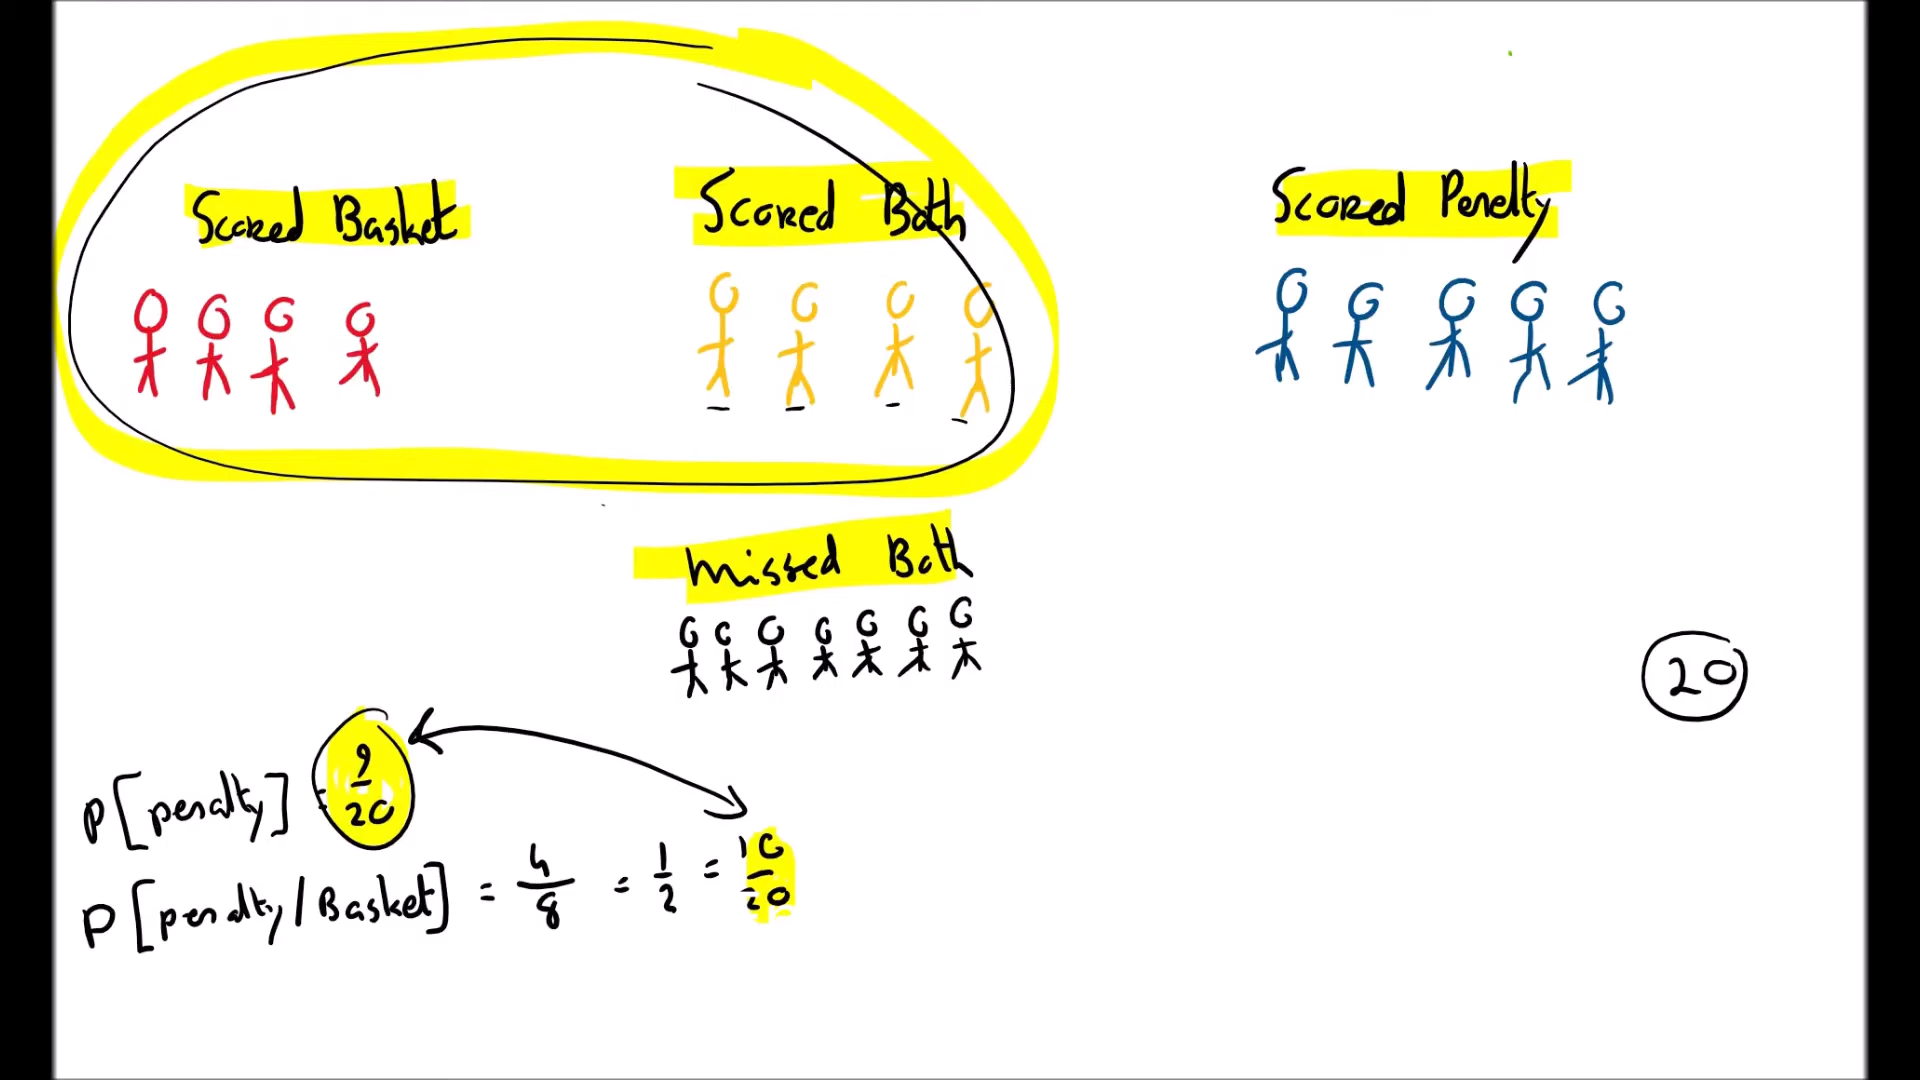 Scored Basket
Scored Both
Scored Penelty
missed Both
20
P[penalty] = 9/20
P[penalty/Basket] = 4/8 = 1/2 = 10/20